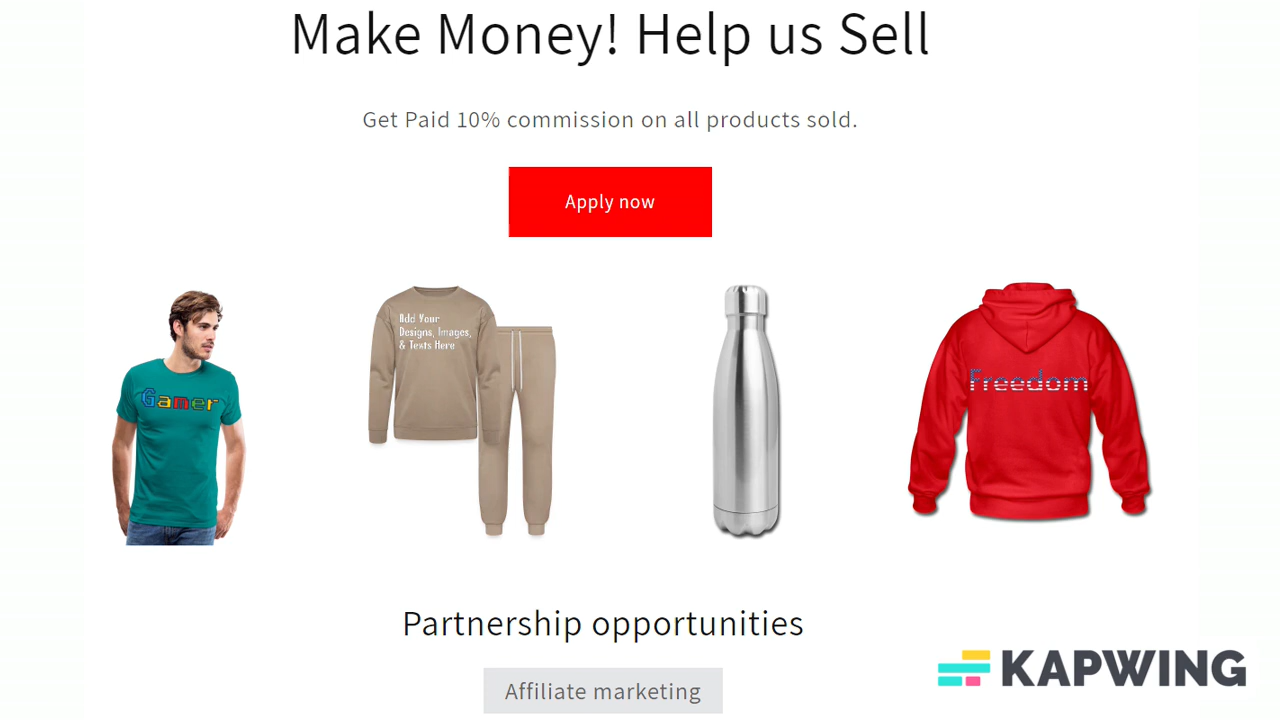 Make Money! Help us Sell
Get Paid 10% commission on all products sold.
Apply now
Gamer
Add Your
Designs, Images,
& Texts Here
Freedom
Partnership opportunities
Affiliate marketing
KAPWING